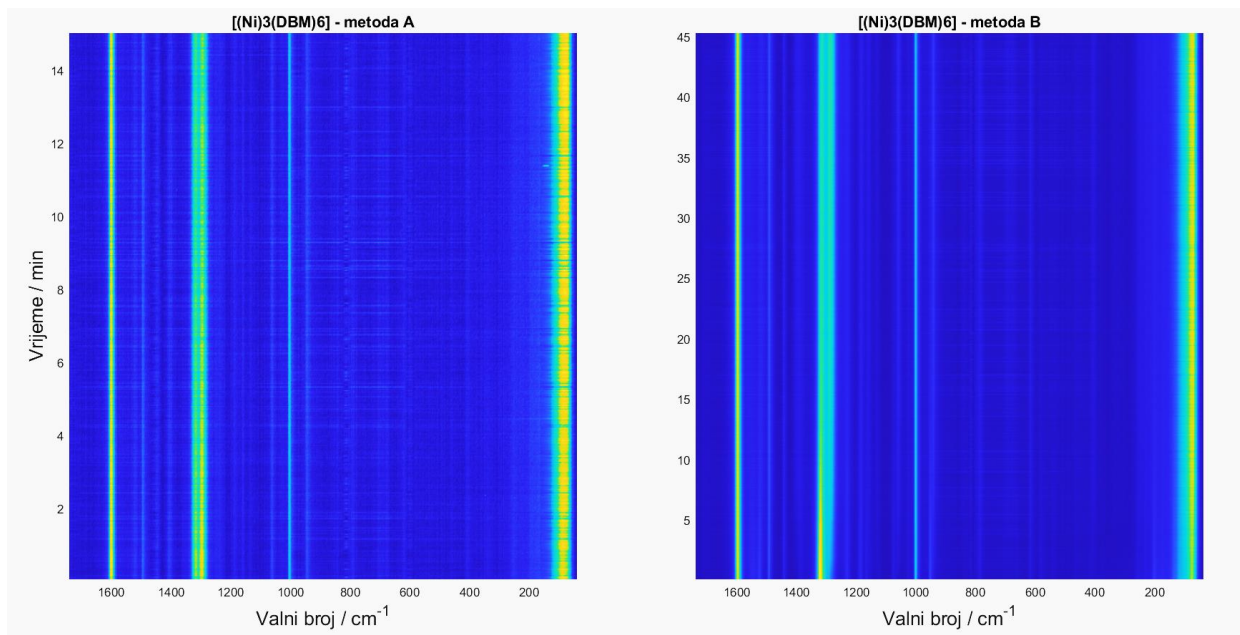 [(Ni)3(DBM)6] - metoda A
14
12
10
8
6
4
2
Vrijeme / min
1600 1400 1200 1000 800 600 400 200
Valni broj / cm-1
[(Ni)3(DBM)6] - metoda B
45
40
35
30
25
20
15
10
5
1600 1400 1200 1000 800 600 400 200
Valni broj / cm-1